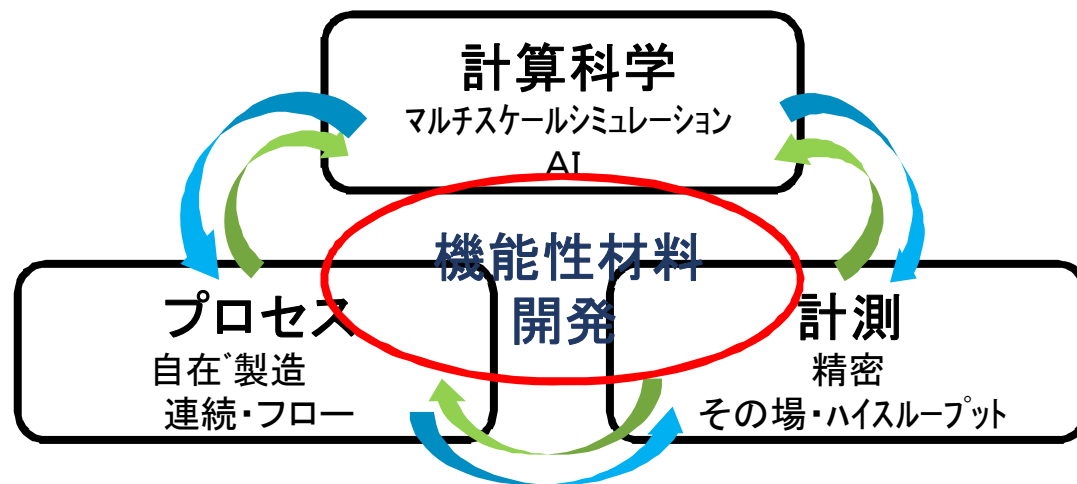 計算科学
マルチスケールシミュレーション
AI
機能性材料
開発
プロセス
自在゛製造
連続・フロー
計測
精密
その場・ハイスループット